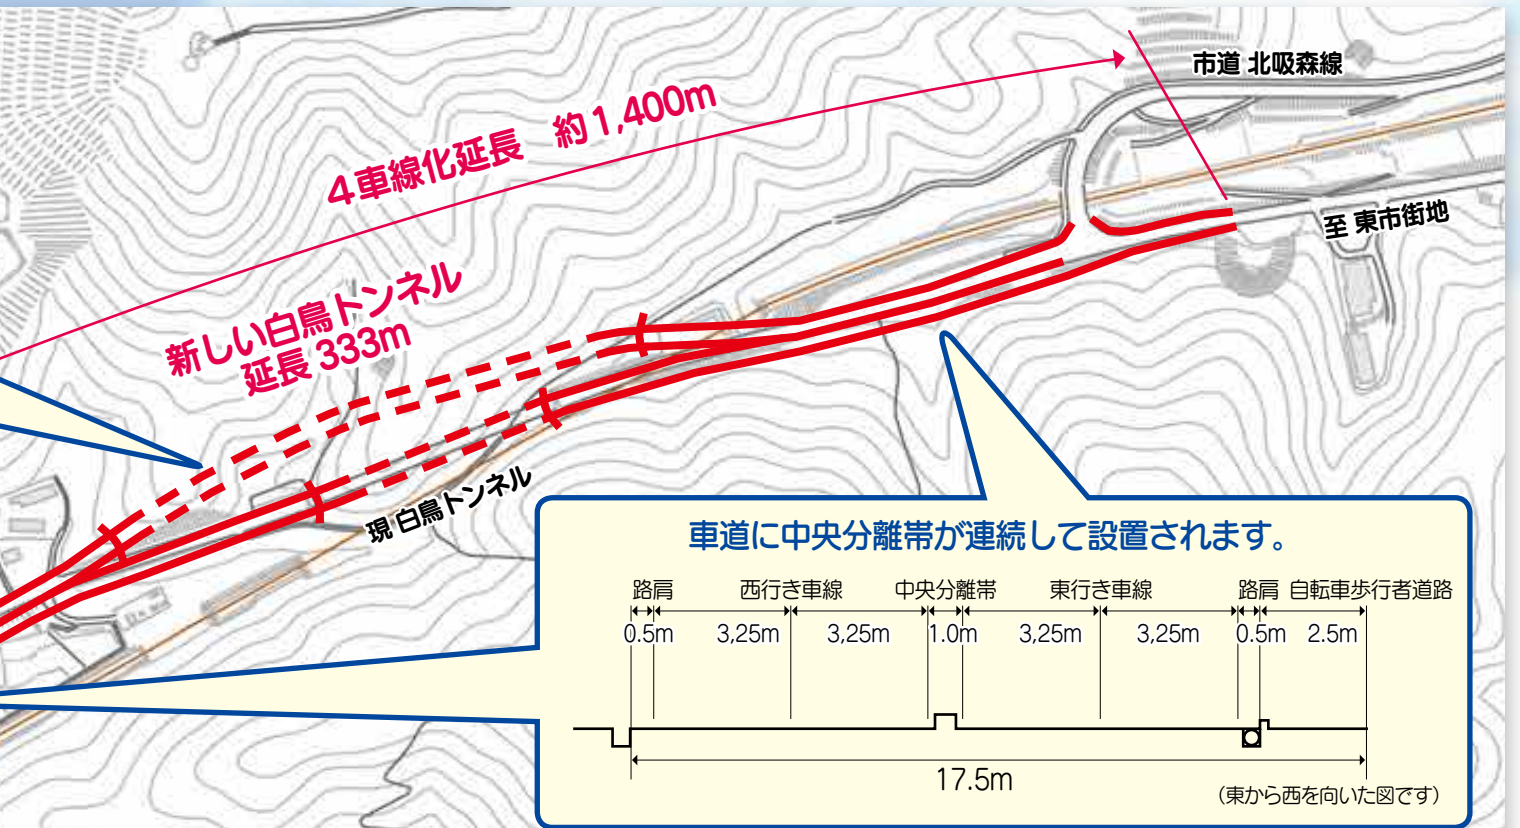 市道 北吸森線
4車線化延長 約1,400m
至 東市街地
新しい白鳥トンネル
延長 333m
現 白鳥トンネル
車道に中央分離帯が連続して設置されます。
路肩 西行き車線 中央分離帯 東行き車線 路肩 自転車歩行者道路
0.5m 3,25m 3,25m 1.0m 3,25m 3,25m 0.5m 2.5m
17.5m
(東から西を向いた図です)